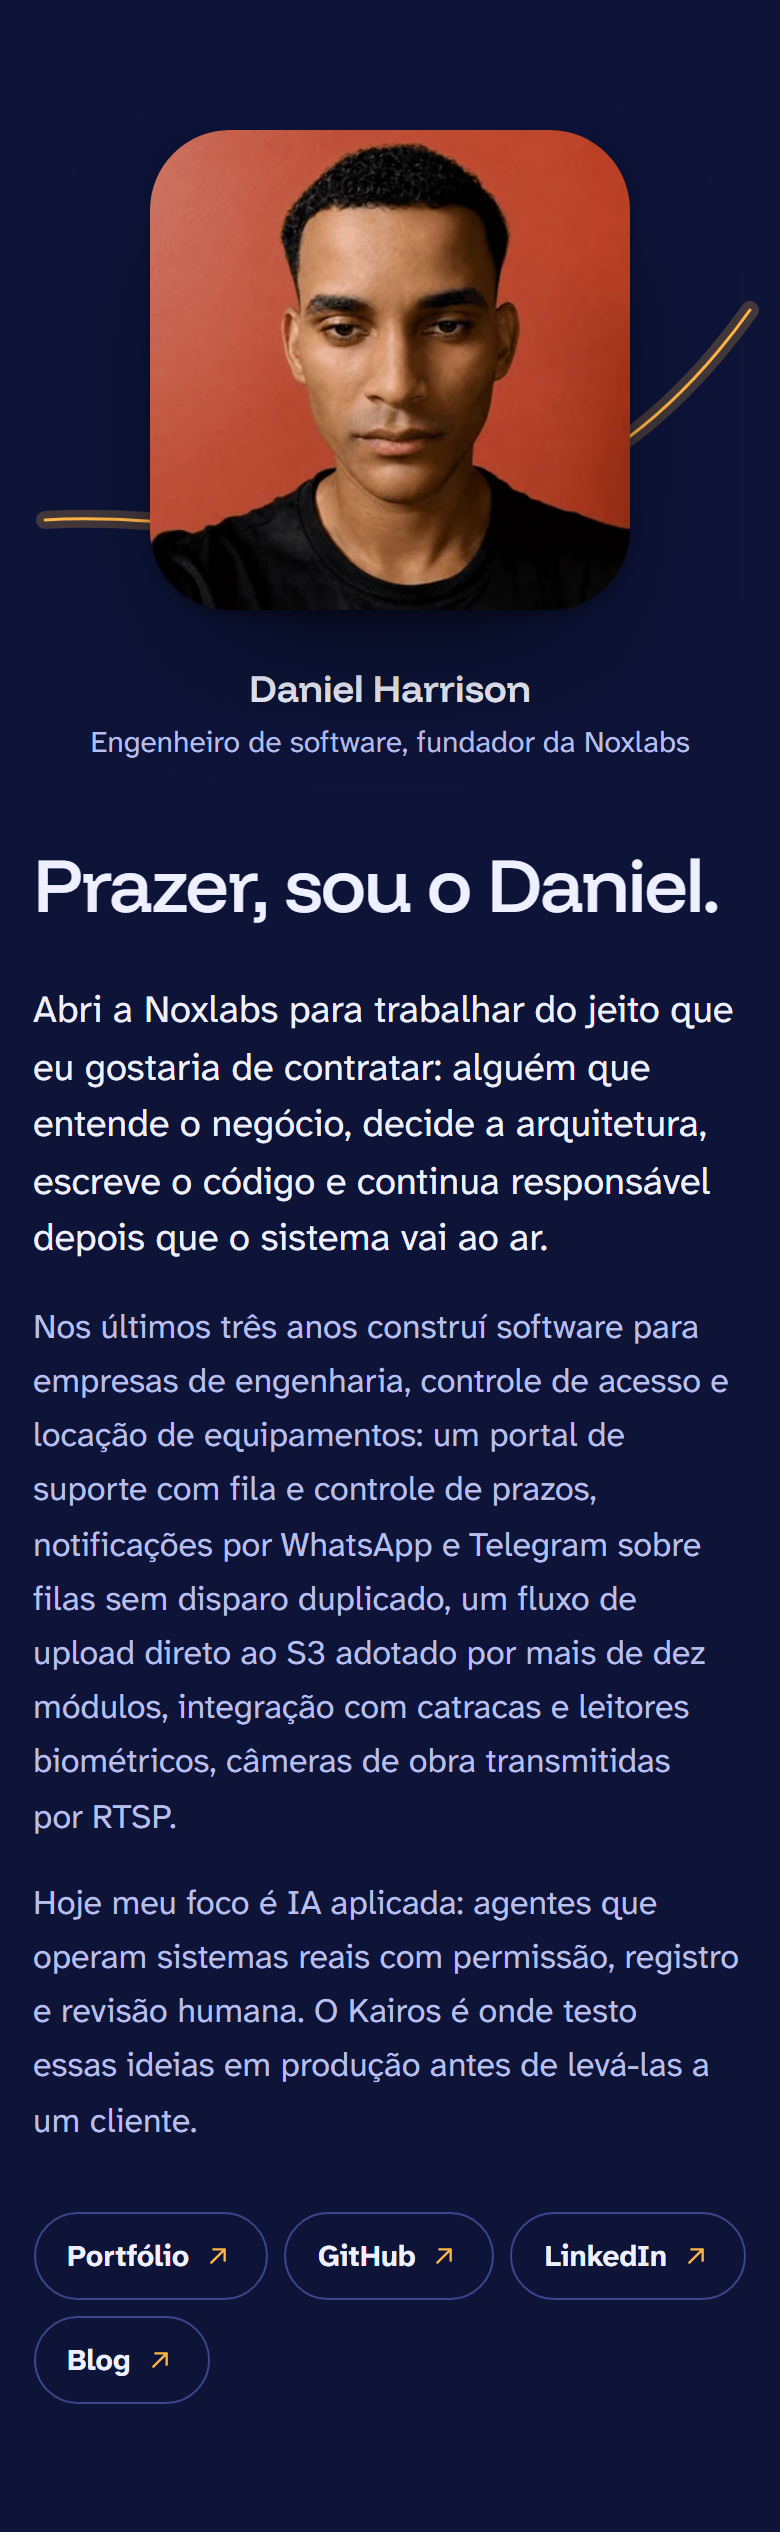 Daniel Harrison
Engenheiro de software, fundador da Noxlabs
Prazer, sou o Daniel.
Abri a Noxlabs para trabalhar do jeito que
eu gostaria de contratar: alguém que
entende o negócio, decide a arquitetura,
escreve o código e continua responsável
depois que o sistema vai ao ar.
Nos últimos três anos construí software para
empresas de engenharia, controle de acesso e
locação de equipamentos: um portal de
suporte com fila e controle de prazos,
notificações por WhatsApp e Telegram sobre
filas sem disparo duplicado, um fluxo de
upload direto ao S3 adotado por mais de dez
módulos, integração com catracas e leitores
biométricos, câmeras de obra transmitidas
por RTSP.
Hoje meu foco é IA aplicada: agentes que
operam sistemas reais com permissão, registro
e revisão humana. O Kairos é onde testo
essas ideias em produção antes de levá-las a
um cliente.
Portfólio GitHub LinkedIn
Blog